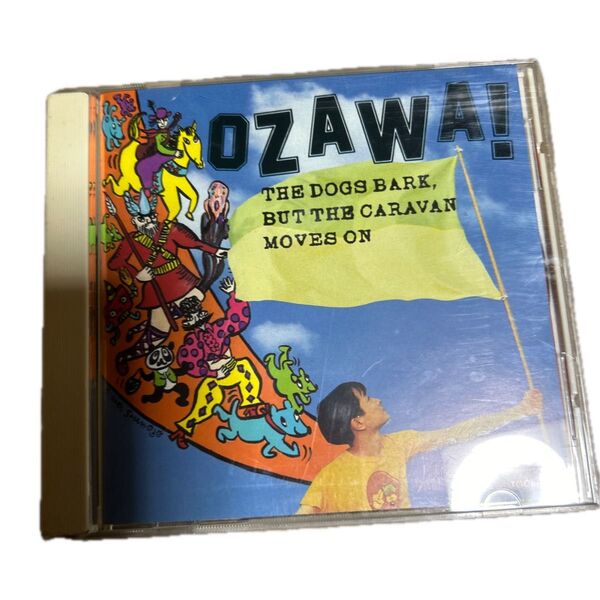 OZAWA!
THE DOGS BARK,
BUT THE CARAVAN
MOVES ON